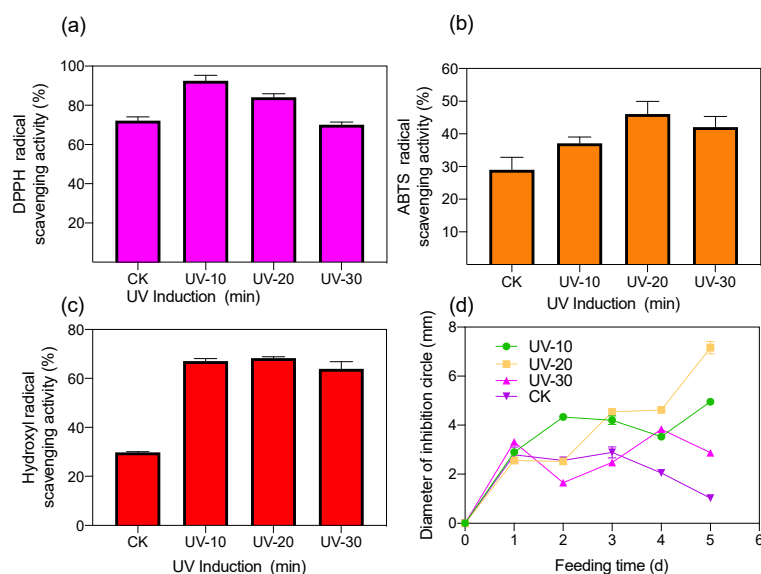 (a)
DPPH radical
scavenging activity (%)
100
80
60
40
20
CK
UV-10
UV-20
UV-30
UV Induction (min)
(b)
ABTS radical
scavenging activity (%)
60
50
40
30
20
10
CK
UV-10
UV-20
UV-30
UV Induction (min)
(c)
Hydroxyl radical
scavenging activity (%)
80
60
40
20
0
CK
UV-10
UV-20
UV-30
UV Induction (min)
(d)
Diameter of inhibition circle (mm)
8
6
4
2
0
UV-10
UV-20
UV-30
CK
0
1
2
3
4
5
6
Feeding time (d)